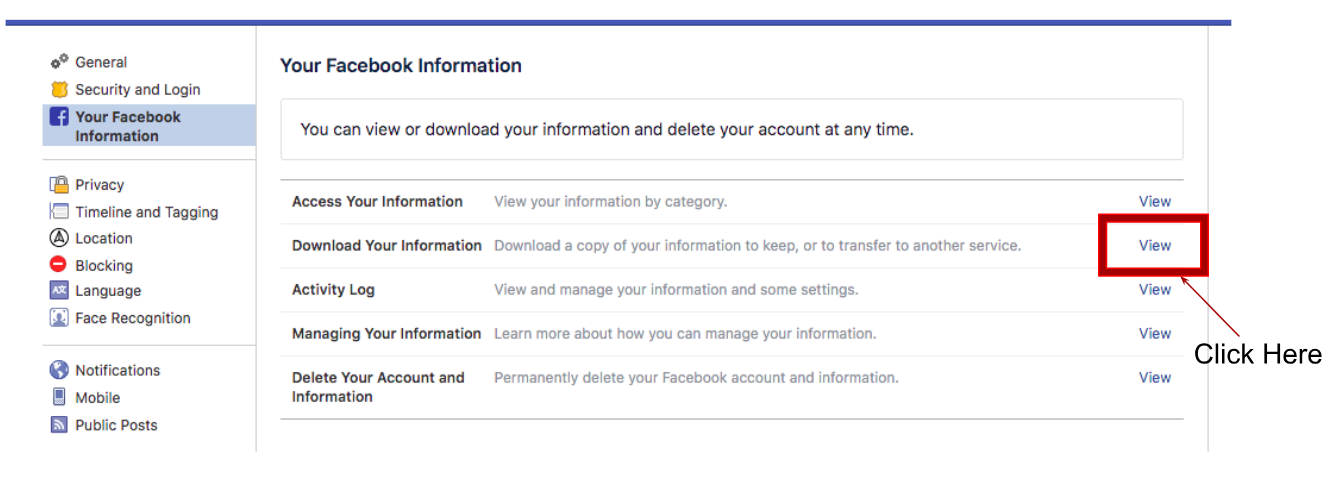 General
Security and Login
Your Facebook
Information
Privacy
Timeline and Tagging
Location
Blocking
Language
Face Recognition
Notifications
Mobile
Public Posts
Your Facebook Information
You can view or download your information and delete your account at any time.
Access Your Information View your information by category. View
Download Your Information Download a copy of your information to keep, or to transfer to another service. View
Activity Log View and manage your information and some settings. View
Managing Your Information Learn more about how you can manage your information. View
Delete Your Account and Permanently delete your Facebook account and information. View
Information
Click Here